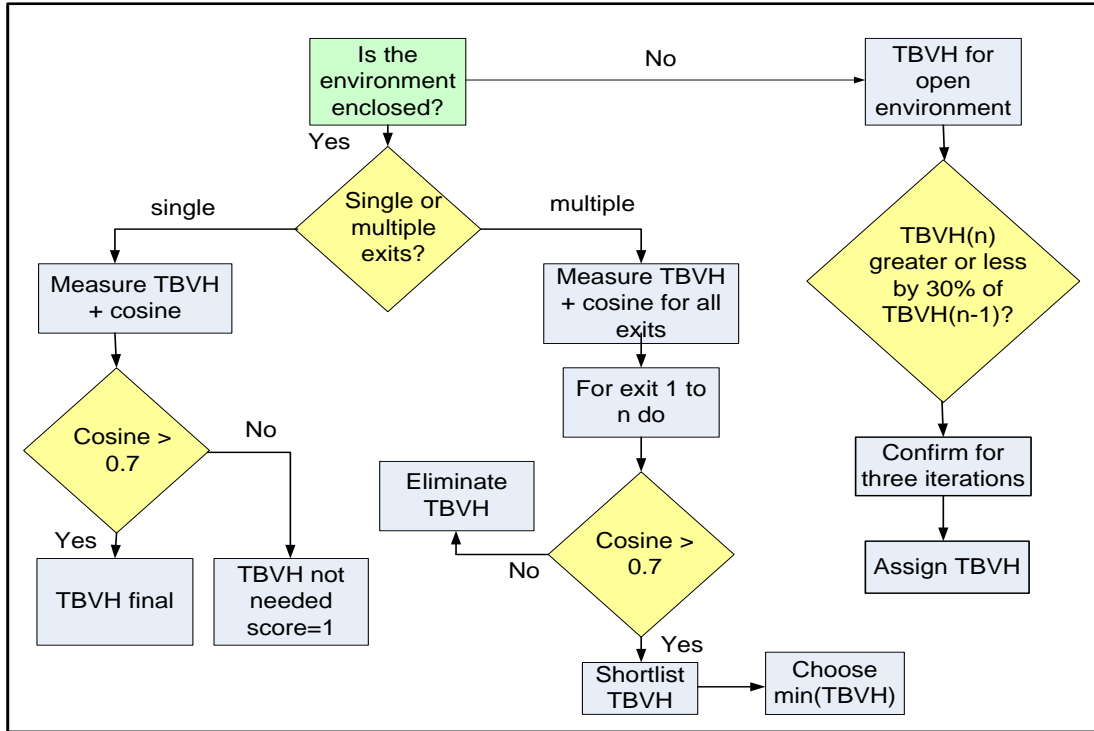 Is the
environment
enclosed?
No
TBVH for
open
environment
Yes
Single or
multiple
exits?
single
multiple
Measure TBVH
+ cosine
Measure TBVH
+ cosine for all
exits
TBVH(n)
greater or less
by 30% of
TBVH(n-1)?
Cosine >
0.7
No
Yes
For exit 1 to
n do
Confirm for
three iterations
Eliminate
TBVH
Cosine >
0.7
No
Yes
Assign TBVH
TBVH final
TBVH not
needed
score=1
Shortlist
TBVH
Choose
min(TBVH)